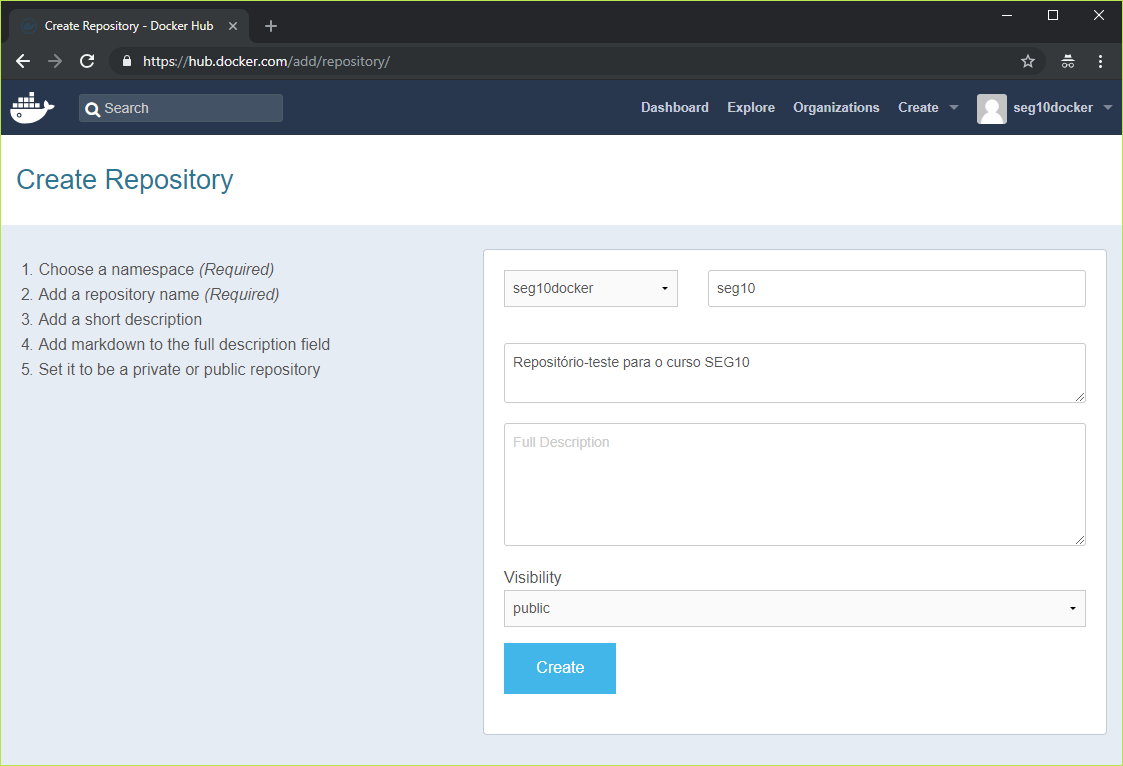 Create Repository - Docker Hub
https://hub.docker.com/add/repository/
Search
Dashboard
Explore
Organizations
Create
seg10docker
Create Repository
1. Choose a namespace (Required)
2. Add a repository name (Required)
3. Add a short description
4. Add markdown to the full description field
5. Set it to be a private or public repository
seg10docker
seg10
Repositório-teste para o curso SEG10
Full Description
Visibility
public
Create